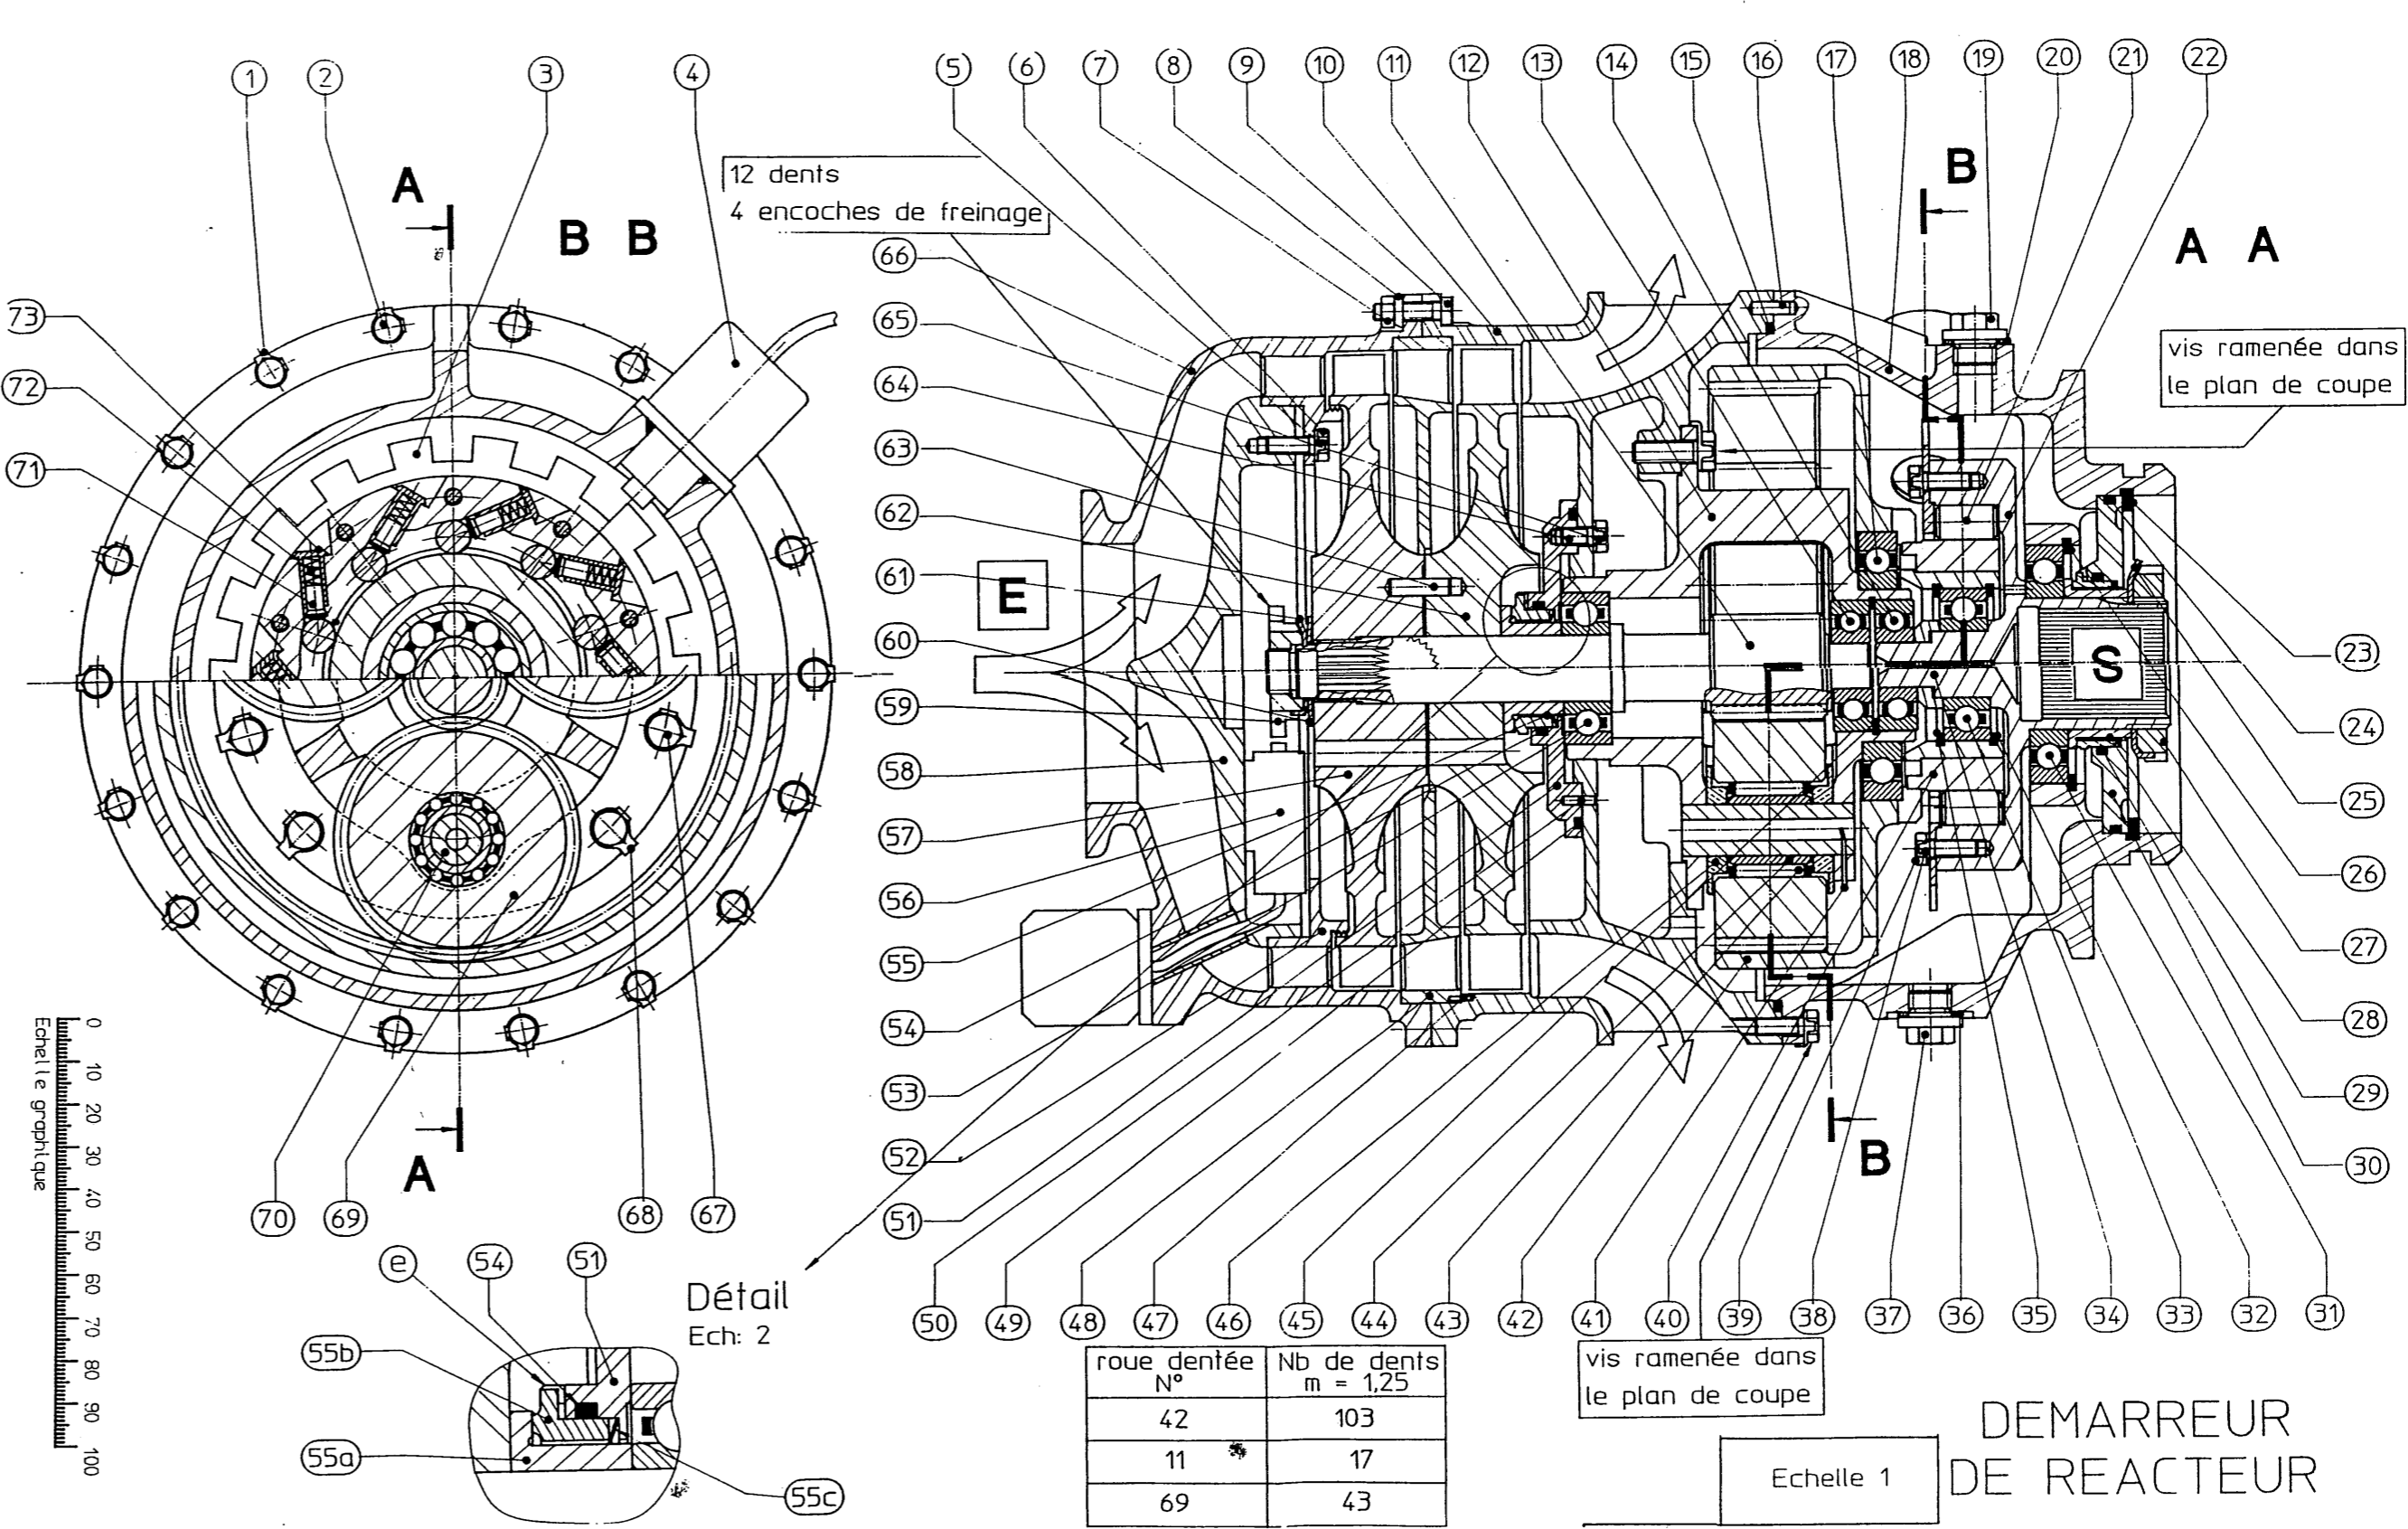 1 2 3 4 5 6 7 8 9 10 11 12 13 14 15 16 17 18 19 20 21 22
A
B B
12 dents
4 encoches de freinage
B
A A
vis ramenée dans
le plan de coupe
73
72
71
66
65
64
63
62
61
60
59
58
57
56
55
54
53
52
51
E
S
23
24
25
26
27
28
29
30
A
B
70 69 68 67
50 49 48 47 46 45 44 43 42 41 40 39 38 37 36 35 34 33 32 31
0 10 20 30 40 50 60 70 80 90 100
Echelle graphique
e 54 51
55b
55a
55c
Détail
Ech: 2
roue dentée N° Nb de dents m = 1,25
42 103
11 17
69 43
vis ramenée dans
le plan de coupe
Echelle 1
DEMARREUR
DE REACTEUR